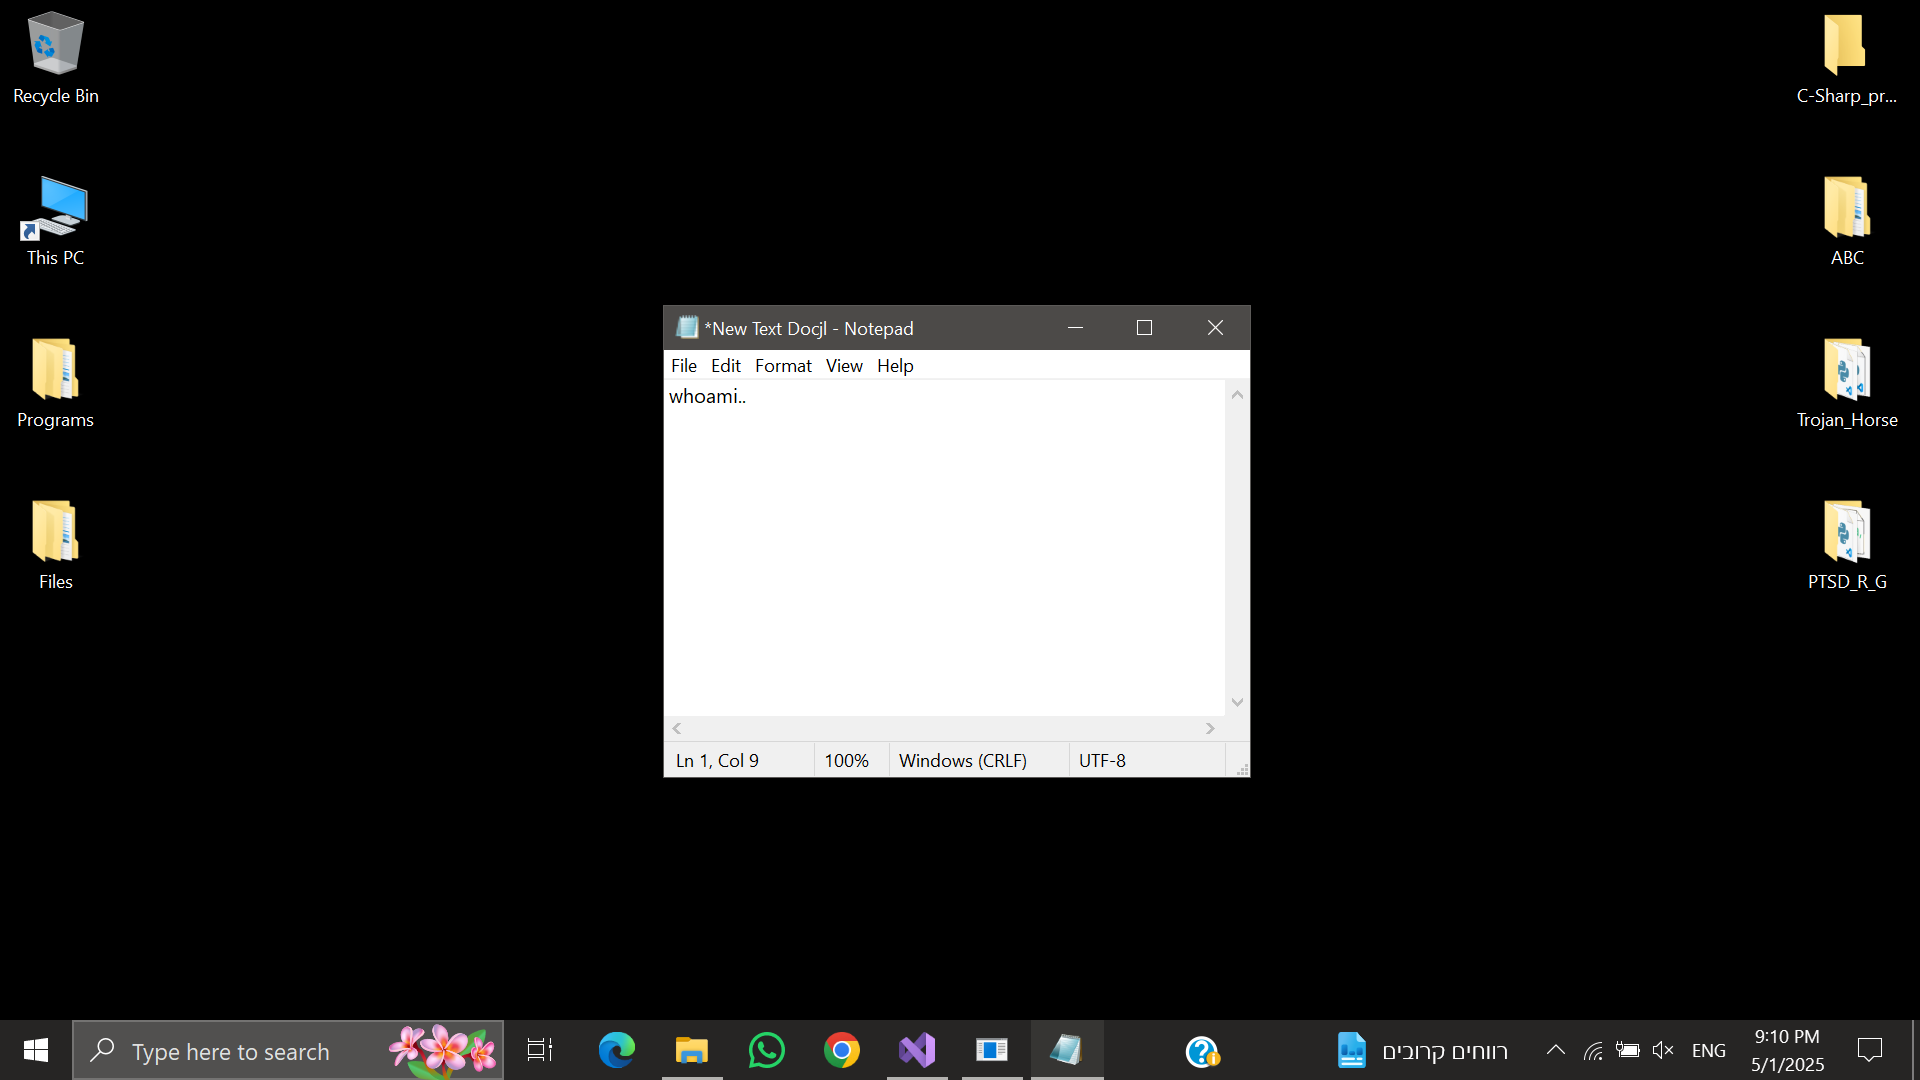 Recycle Bin
This PC
Programs
Files
C-Sharp_pr...
ABC
Trojan_Horse
PTSD_R_G
*New Text Docjl - Notepad
File Edit Format View Help
whoami..
Ln 1, Col 9 100% Windows (CRLF) UTF-8
Type here to search
רווחים קרובים
ENG
9:10 PM
5/1/2025